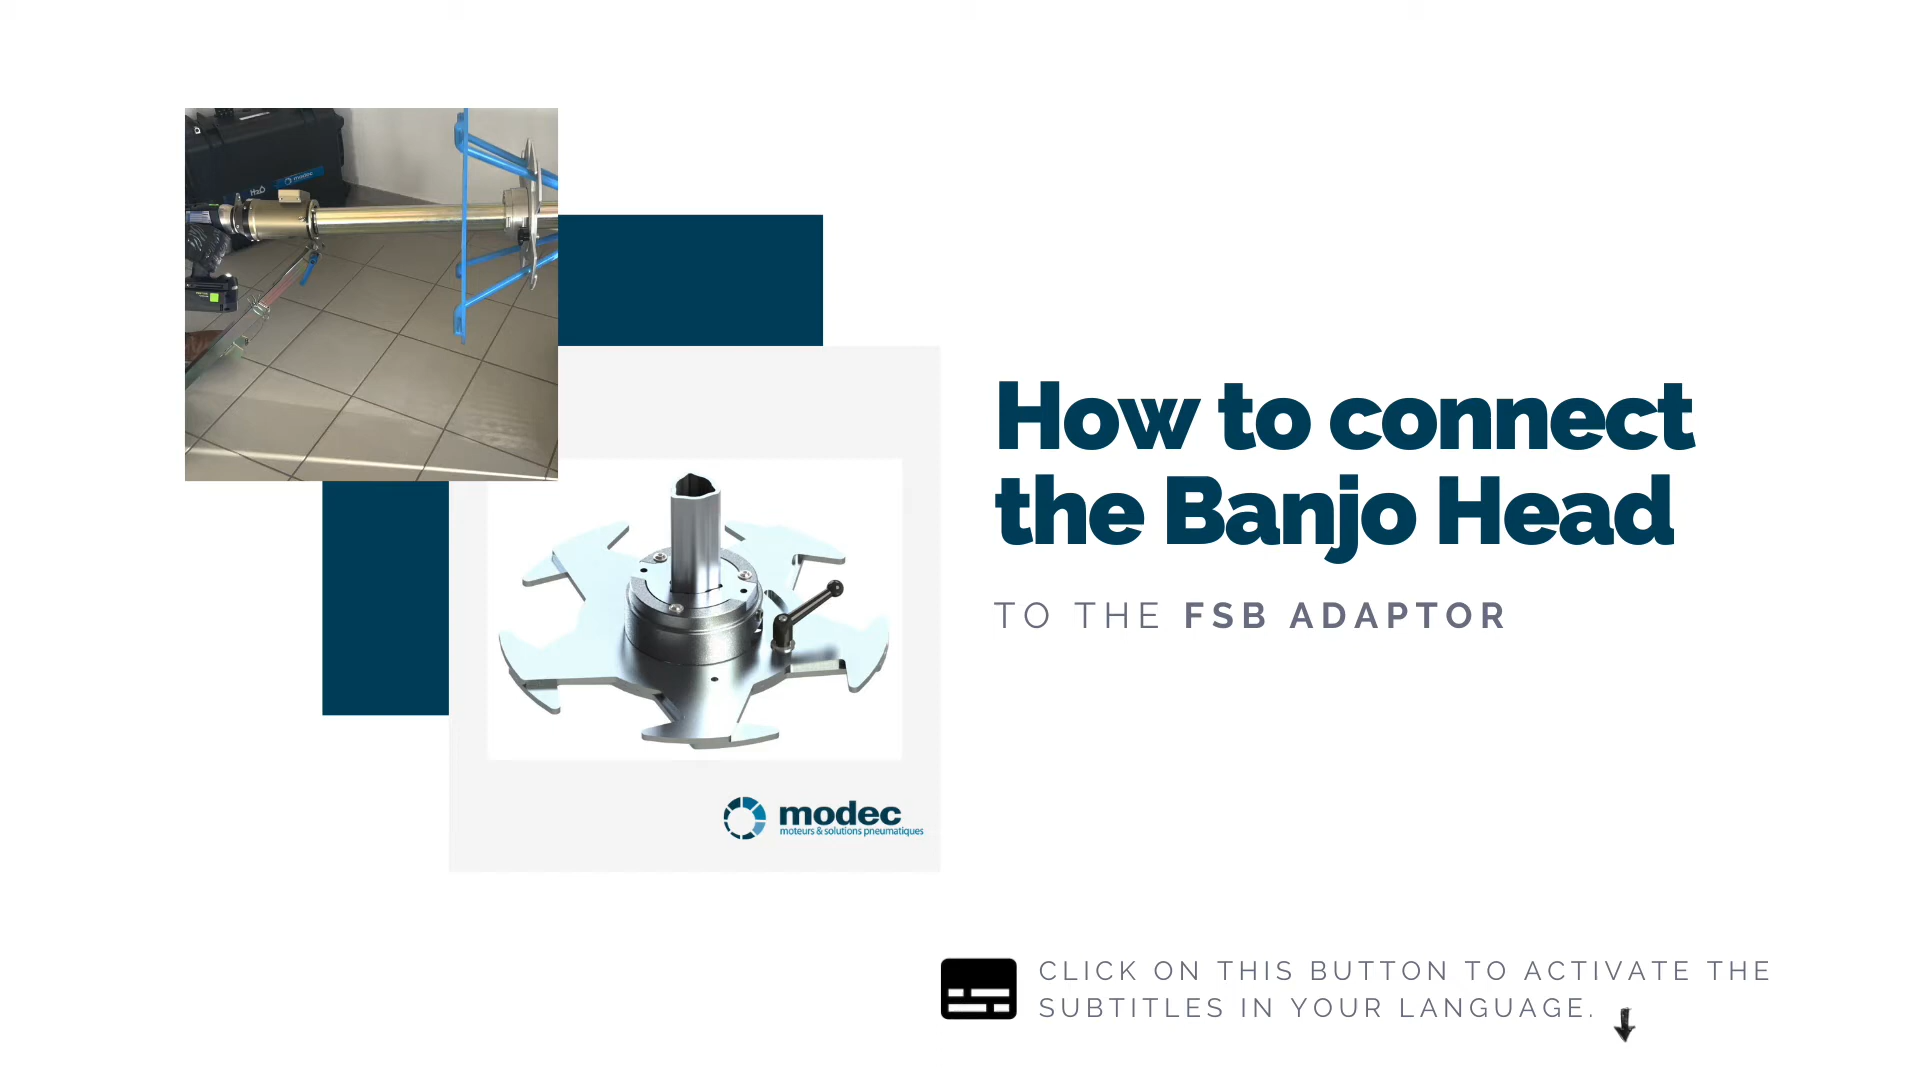 modec
How to connect
the Banjo Head
TO THE FSB ADAPTOR
modec
moteurs & solutions pneumatiques
CLICK ON THIS BUTTON TO ACTIVATE THE
SUBTITLES IN YOUR LANGUAGE.